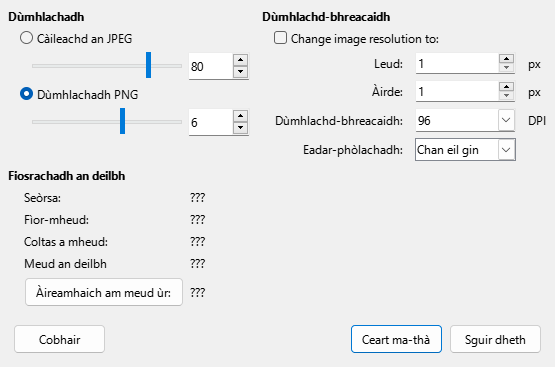 Dùmhlachadh
Càileachd an JPEG
80
Dùmhlachadh PNG
6
Dùmhlachd-bhreacaidh
Change image resolution to:
Leud: 1 px
Àirde: 1 px
Dùmhlachd-bhreacaidh: 96 DPI
Eadar-phòlachadh: Chan eil gin
Fiosrachadh an deilbh
Seòrsa: ???
Fìor-mheud: ???
Coltas a mheud: ???
Meud an deilbh ???
Àireamhaich am meud ùr: ???
Cobhair Ceart ma-thà Sguir dheth